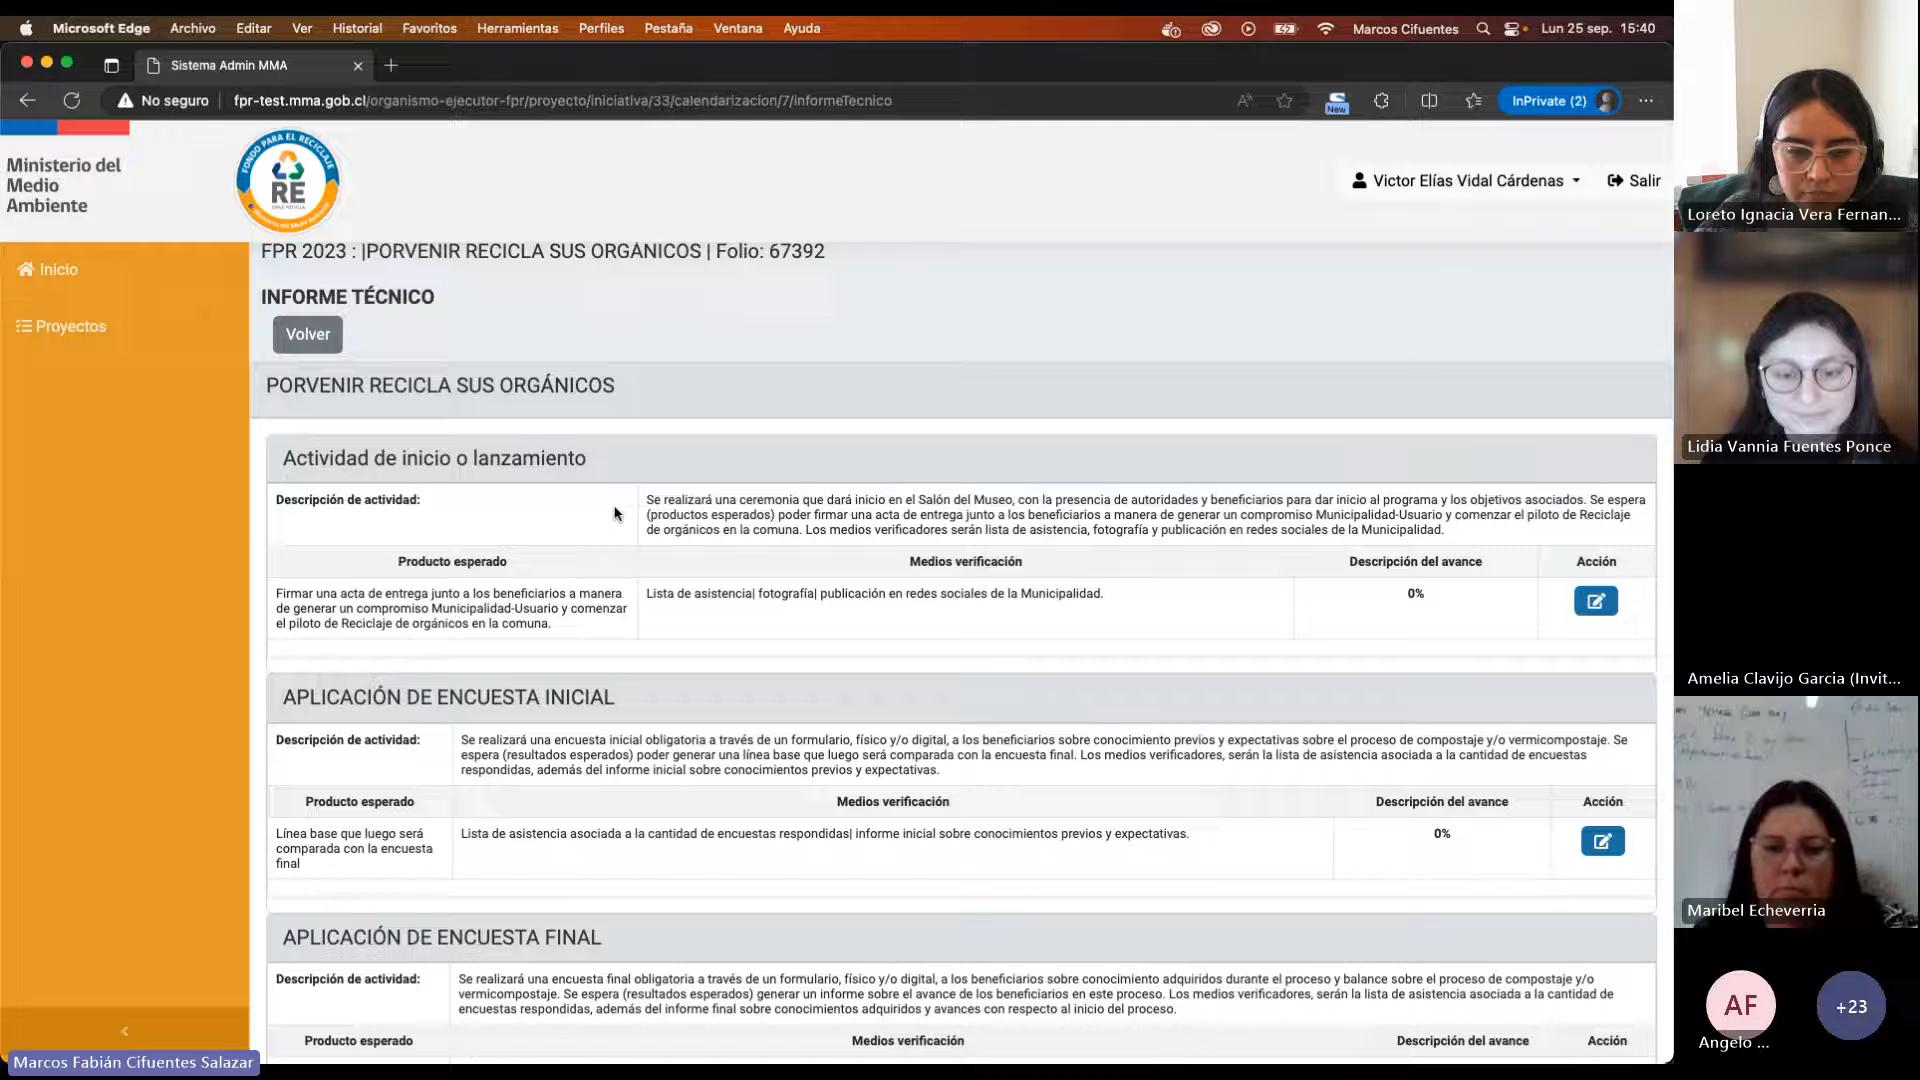 Microsoft Edge Archivo Editar Ver Historial Favoritos Herramientas Perfiles Pestaña Ventana Ayuda Marcos Cifuentes Lun 25 sep. 15:40
Sistema Admin MMA
No seguro fpr-test.mma.gob.cl/organismo-ejecutor-fpr/proyecto/iniciativa/33/calendarizacion/7/informeTecnico New InPrivate (2)
Ministerio del
Medio
Ambiente
FONDO PARA EL RECICLAJE
RE
Victor Elías Vidal Cárdenas Salir
Inicio
Proyectos
FPR 2023 : |PORVENIR RECICLA SUS ORGÁNICOS | Folio: 67392
INFORME TÉCNICO
Volver
PORVENIR RECICLA SUS ORGÁNICOS
Actividad de inicio o lanzamiento
Descripción de actividad:
Se realizará una ceremonia que dará inicio en el Salón del Museo, con la presencia de autoridades y beneficiarios para dar inicio al programa y los objetivos asociados. Se espera
(productos esperados) poder firmar una acta de entrega junto a los beneficiarios a manera de generar un compromiso Municipalidad-Usuario y comenzar el piloto de Reciclaje
de orgánicos en la comuna. Los medios verificadores serán lista de asistencia, fotografía y publicación en redes sociales de la Municipalidad.
Producto esperado Medios verificación Descripción del avance Acción
Firmar una acta de entrega junto a los beneficiarios a manera
de generar un compromiso Municipalidad-Usuario y comenzar
el piloto de Reciclaje de orgánicos en la comuna.
Lista de asistencia| fotografía| publicación en redes sociales de la Municipalidad.
0%
APLICACIÓN DE ENCUESTA INICIAL
Descripción de actividad:
Se realizará una encuesta inicial obligatoria a través de un formulario, físico y/o digital, a los beneficiarios sobre conocimiento previos y expectativas sobre el proceso de compostaje y/o vermicompostaje. Se
espera (resultados esperados) poder generar una línea base que luego será comparada con la encuesta final. Los medios verificadores, serán la lista de asistencia asociada a la cantidad de encuestas
respondidas, además del informe inicial sobre conocimientos previos y expectativas.
Producto esperado Medios verificación Descripción del avance Acción
Línea base que luego será
comparada con la encuesta
final
Lista de asistencia asociada a la cantidad de encuestas respondidas| informe inicial sobre conocimientos previos y expectativas.
0%
APLICACIÓN DE ENCUESTA FINAL
Descripción de actividad:
Se realizará una encuesta final obligatoria a través de un formulario, físico y/o digital, a los beneficiarios sobre conocimiento adquiridos durante el proceso y balance sobre el proceso de compostaje y/o
vermicompostaje. Se espera (resultados esperados) generar un informe sobre el avance de los beneficiarios en este proceso. Los medios verificadores, serán la lista de asistencia asociada a la cantidad de
encuestas respondidas, además del informe final sobre conocimientos adquiridos y avances con respecto al inicio del proceso.
Producto esperado Medios verificación Descripción del avance Acción
Marcos Fabián Cifuentes Salazar
Loreto Ignacia Vera Fernan...
Lidia Vannia Fuentes Ponce
Amelia Clavijo Garcia (Invit...
Maribel Echeverria
AF
Angelo ...
+23